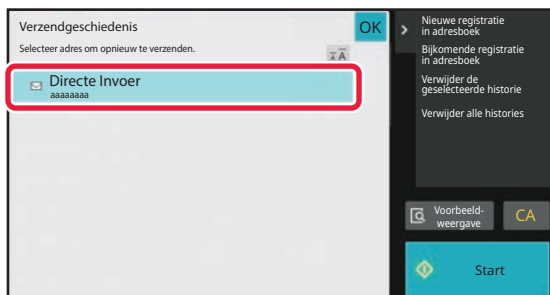 Verzendgeschiedenis
OK
Selecteer adres om opnieuw te verzenden.
Directe Invoer
aaaaaaaa
Nieuwe registratie
in adresboek
Bijkomende registratie
in adresboek
Verwijder de
geselecteerde historie
Verwijder alle histories
Voorbeeld-
weergave
CA
Start